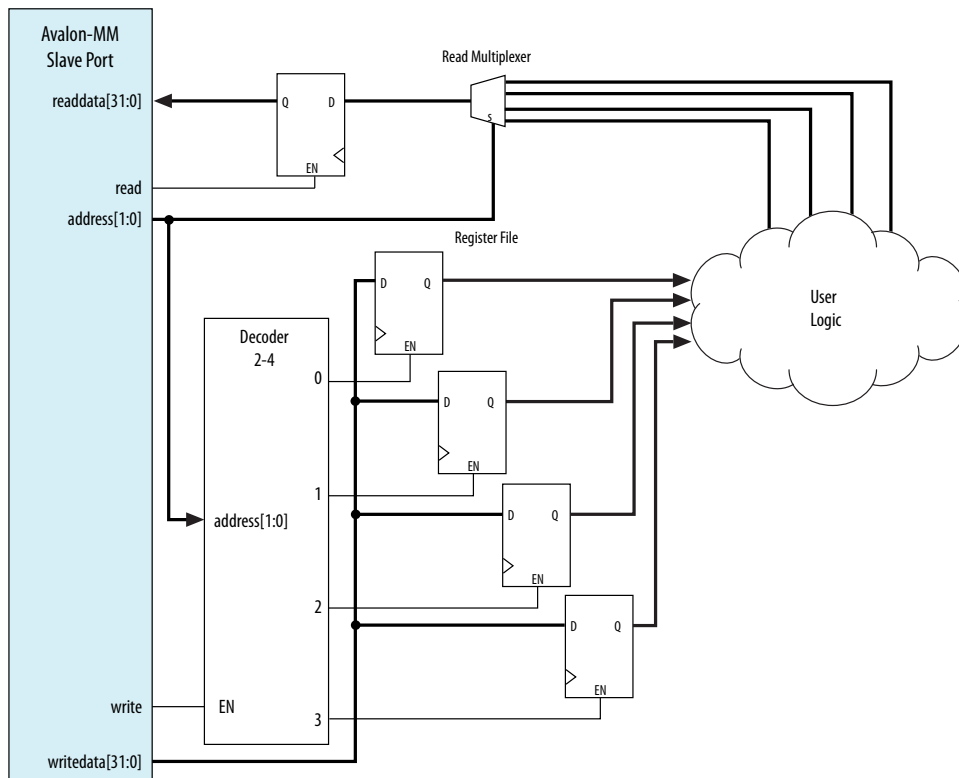 Avalon-MM
Slave Port
Read Multiplexer
readdata[31:0]
Q
D
s
EN
read
address[1:0]
Register File
D
Q
EN
User
Logic
Decoder
2-4
0
D
Q
EN
1
address[1:0]
D
Q
EN
2
D
Q
EN
write
EN
3
writedata[31:0]